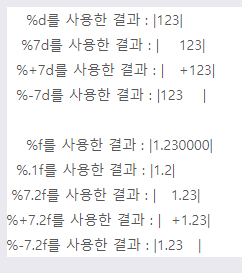 %d를 사용한 결과 : |123|
%7d를 사용한 결과 : |    123|
%+7d를 사용한 결과 : |   +123|
%-7d를 사용한 결과 : |123    |
%f를 사용한 결과 : |1.230000|
%.1f를 사용한 결과 : |1.2|
%7.2f를 사용한 결과 : |   1.23|
%+7.2f를 사용한 결과 : |  +1.23|
%-7.2f를 사용한 결과 : |1.23   |